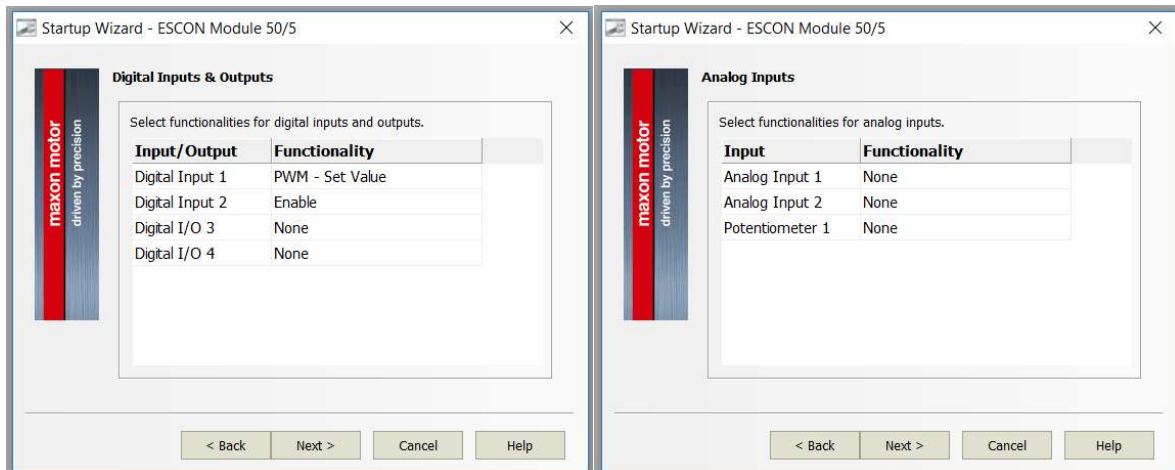 Startup Wizard - ESCON Module 50/5
maxon motor
driven by precision
Digital Inputs & Outputs
Select functionalities for digital inputs and outputs.
Input/Output Functionality
Digital Input 1 PWM - Set Value
Digital Input 2 Enable
Digital I/O 3 None
Digital I/O 4 None
< Back Next > Cancel Help
Startup Wizard - ESCON Module 50/5
maxon motor
driven by precision
Analog Inputs
Select functionalities for analog inputs.
Input Functionality
Analog Input 1 None
Analog Input 2 None
Potentiometer 1 None
< Back Next > Cancel Help